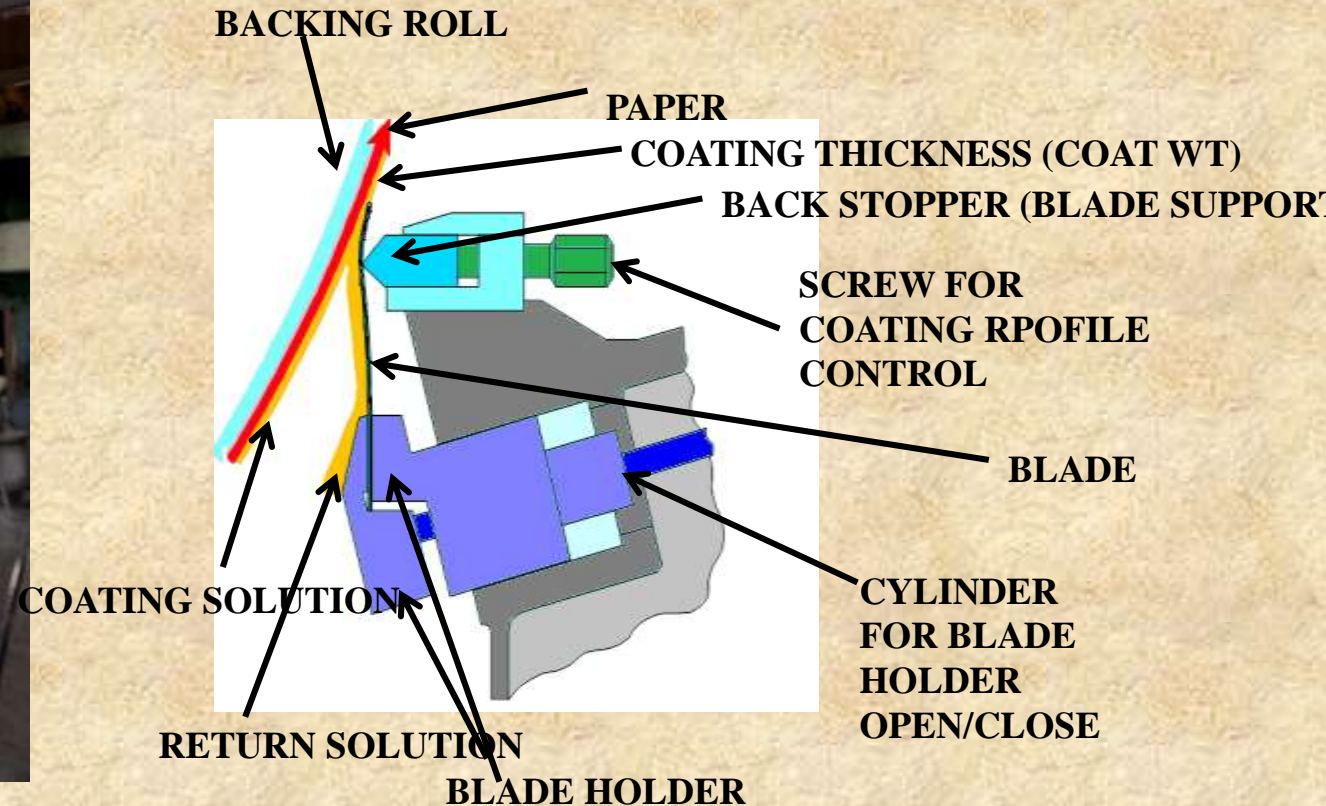 BACKING ROLL
PAPER
COATING THICKNESS (COAT WT)
BACK STOPPER (BLADE SUPPORT
SCREW FOR
COATING RPOFILE
CONTROL
BLADE
COATING SOLUTION
CYLINDER
FOR BLADE
HOLDER
OPEN/CLOSE
RETURN SOLUTION
BLADE HOLDER